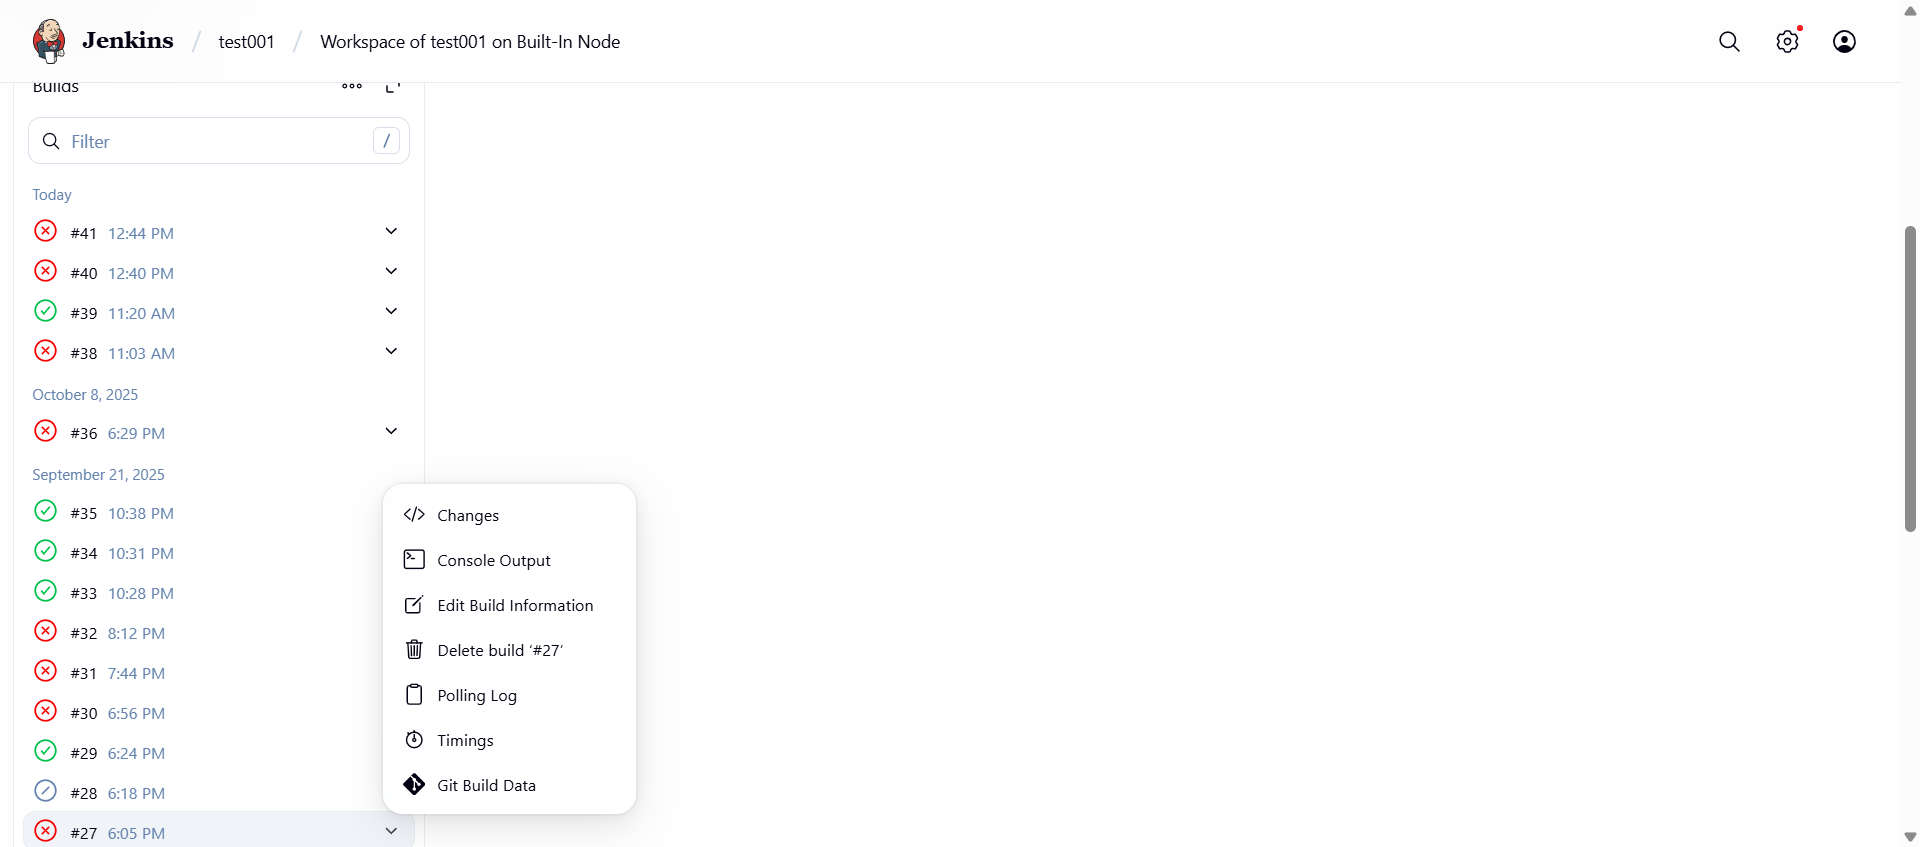 Jenkins / test001 / Workspace of test001 on Built-In Node
Builds
Filter /
Today
#41 12:44 PM
#40 12:40 PM
#39 11:20 AM
#38 11:03 AM
October 8, 2025
#36 6:29 PM
September 21, 2025
#35 10:38 PM
#34 10:31 PM
#33 10:28 PM
#32 8:12 PM
#31 7:44 PM
#30 6:56 PM
#29 6:24 PM
#28 6:18 PM
#27 6:05 PM
Changes
Console Output
Edit Build Information
Delete build ‘#27’
Polling Log
Timings
Git Build Data